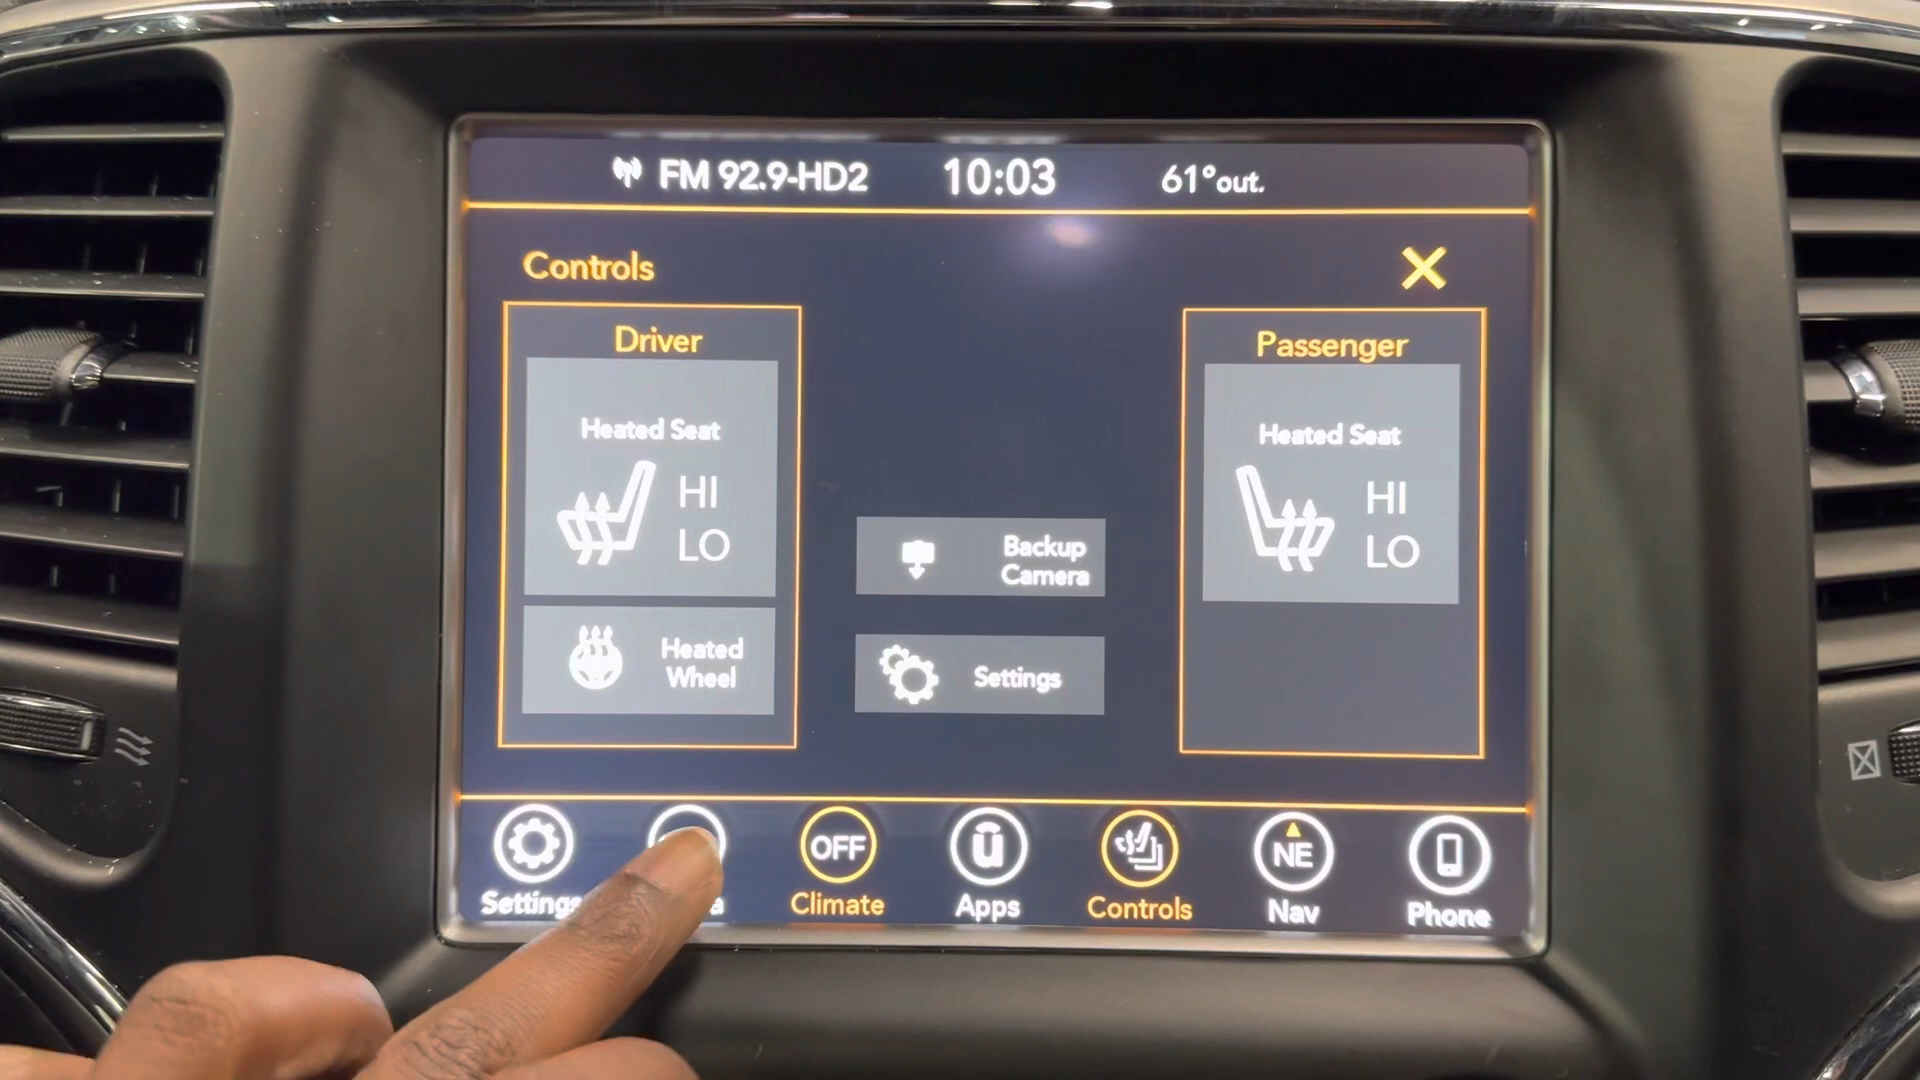 FM 92.9-HD2 10:03 61°out.
Controls
Driver
Heated Seat
HI
LO
Heated
Wheel
Backup
Camera
Settings
Passenger
Heated Seat
HI
LO
OFF
NE
Settings
Climate
Apps
Controls
Nav
Phone